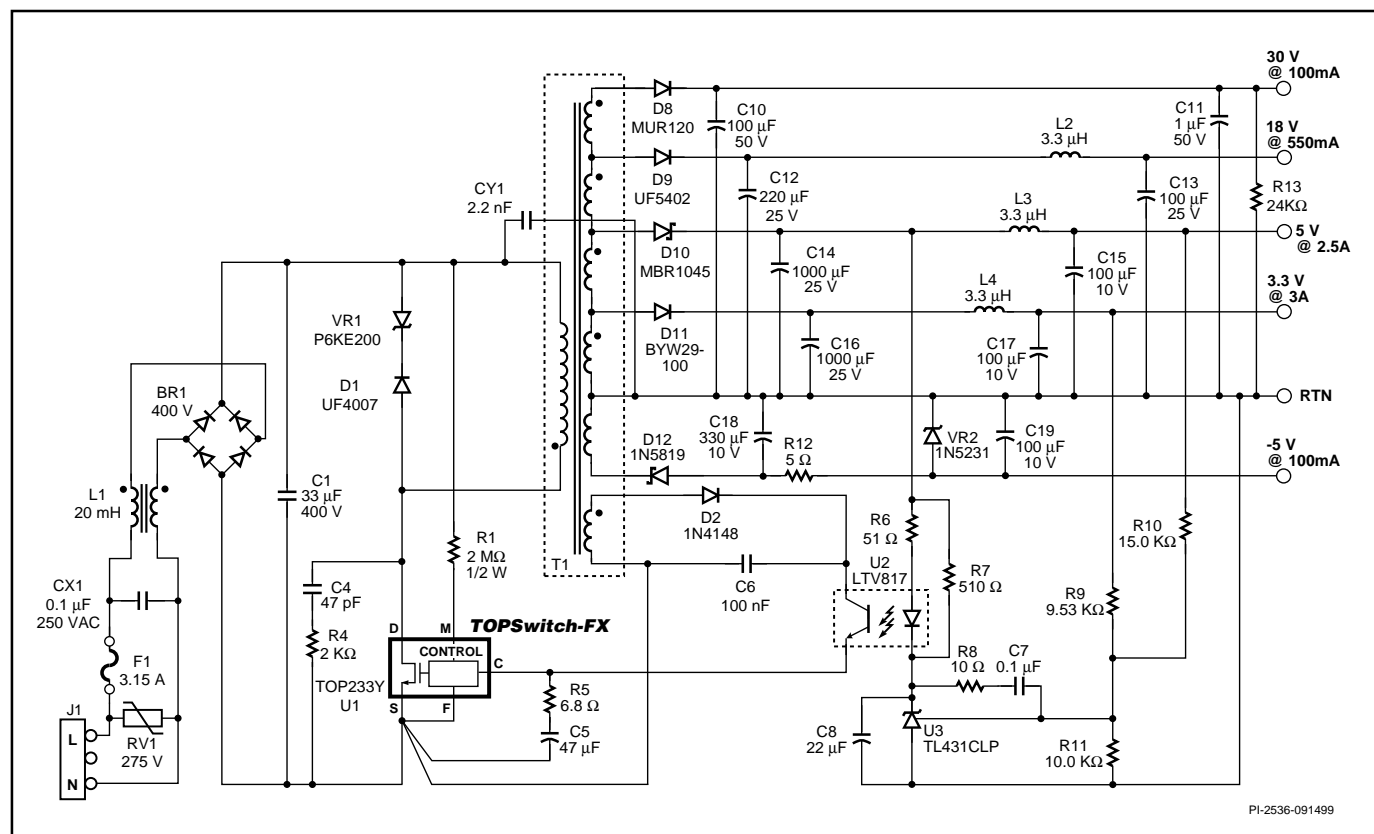 30 V
@ 100mA
D8
MUR120
C10
100 µF
50 V
C11
1 µF
50 V
L2
3.3 µH
18 V
@ 550mA
D9
UF5402
C12
220 µF
25 V
C13
100 µF
25 V
R13
24KΩ
CY1
2.2 nF
L3
3.3 µH
5 V
@ 2.5A
D10
MBR1045
C14
1000 µF
25 V
C15
100 µF
10 V
L4
3.3 µH
3.3 V
@ 3A
VR1
P6KE200
D11
BYW29-
100
C16
1000 µF
25 V
C17
100 µF
10 V
BR1
400 V
D1
UF4007
RTN
C18
330 µF
10 V
R12
5 Ω
VR2
1N5231
C19
100 µF
10 V
D12
1N5819
-5 V
@ 100mA
L1
20 mH
C1
33 µF
400 V
D2
1N4148
R6
51 Ω
R10
15.0 KΩ
R1
2 MΩ
1/2 W
T1
U2
LTV817
R7
510 Ω
CX1
0.1 µF
250 VAC
C4
47 pF
C6
100 nF
R9
9.53 KΩ
R4
2 KΩ
D
M
TOPSwitch-FX
CONTROL
C
TOP233Y
U1
S
F
F1
3.15 A
R5
6.8 Ω
C5
47 µF
R8
10 Ω
C7
0.1 µF
J1
L
N
RV1
275 V
C8
22 µF
U3
TL431CLP
R11
10.0 KΩ
PI-2536-091499